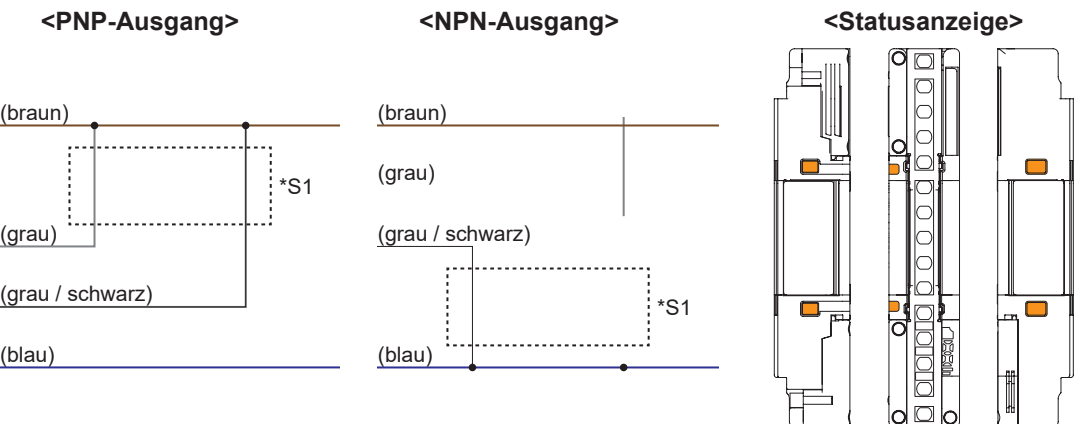 <PNP-Ausgang>
(braun)
*S1
(grau)
(grau / schwarz)
(blau)
<NPN-Ausgang>
(braun)
(grau)
(grau / schwarz)
*S1
(blau)
<Statusanzeige>